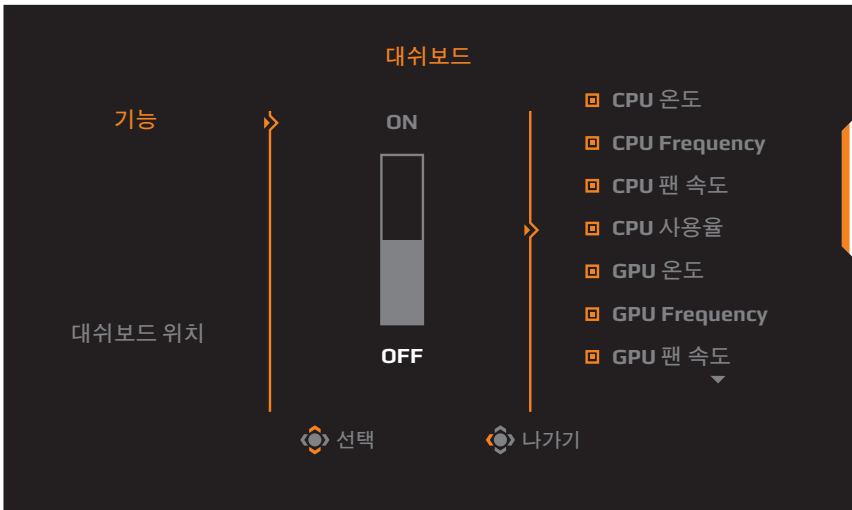 대쉬보드
기능
대쉬보드 위치
ON
OFF
CPU 온도
CPU Frequency
CPU 팬 속도
CPU 사용율
GPU 온도
GPU Frequency
GPU 팬 속도
선택
나가기